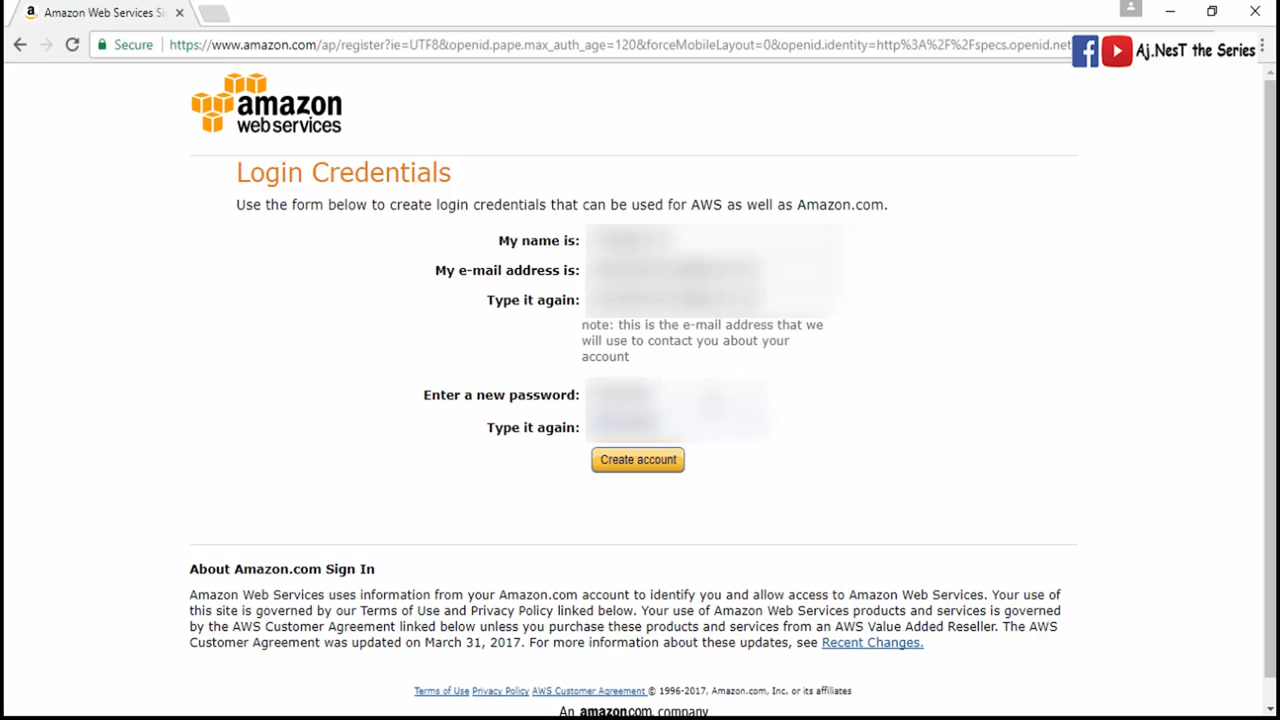 Amazon Web Services Si
Secure
https://www.amazon.com/ap/register?ie=UTF8&openid.pape.max_auth_age=120&forceMobileLayout=0&openid.identity=http%3A%2F%2Fspecs.openid.net
Aj.NesT the Series
amazon
web services
Login Credentials
Use the form below to create login credentials that can be used for AWS as well as Amazon.com.
My name is:
My e-mail address is:
Type it again:
note: this is the e-mail address that we
will use to contact you about your
account
Enter a new password:
Type it again:
Create account
About Amazon.com Sign In
Amazon Web Services uses information from your Amazon.com account to identify you and allow access to Amazon Web Services. Your use of
this site is governed by our Terms of Use and Privacy Policy linked below. Your use of Amazon Web Services products and services is governed
by the AWS Customer Agreement linked below unless you purchase these products and services from an AWS Value Added Reseller. The AWS
Customer Agreement was updated on March 31, 2017. For more information about these updates, see Recent Changes.
Terms of Use Privacy Policy AWS Customer Agreement © 1996-2017, Amazon.com, Inc. or its affiliates
An amazon.com. company